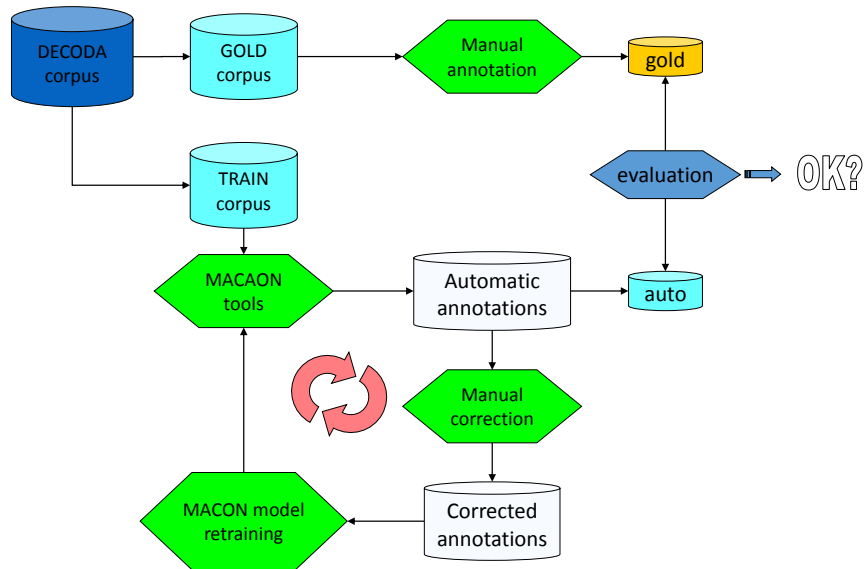 DECODA
corpus
GOLD
corpus
Manual
annotation
gold
TRAIN
corpus
evaluation
OK?
MACAON
tools
Automatic
annotations
auto
Manual
correction
MACON model
retraining
Corrected
annotations